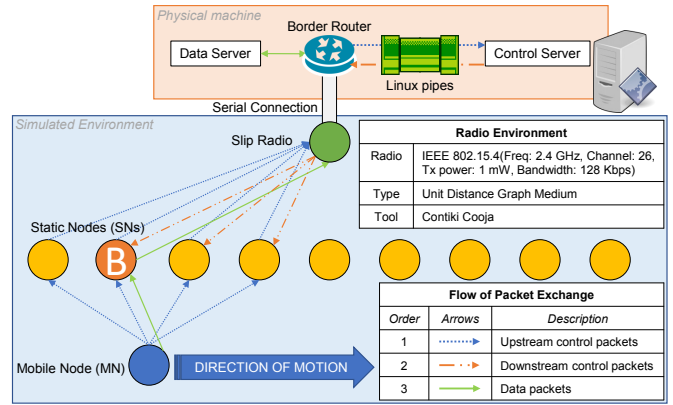 Physical machine
Border Router
Data Server
Control Server
Linux pipes
Serial Connection
Simulated Environment
Slip Radio
Radio Environment
Radio IEEE 802.15.4(Freq: 2.4 GHz, Channel: 26,
Tx power: 1 mW, Bandwidth: 128 Kbps)
Type Unit Distance Graph Medium
Tool Contiki Cooja
Static Nodes (SNs)
B
Flow of Packet Exchange
Order Arrows Description
1 Upstream control packets
2 Downstream control packets
3 Data packets
Mobile Node (MN)
DIRECTION OF MOTION